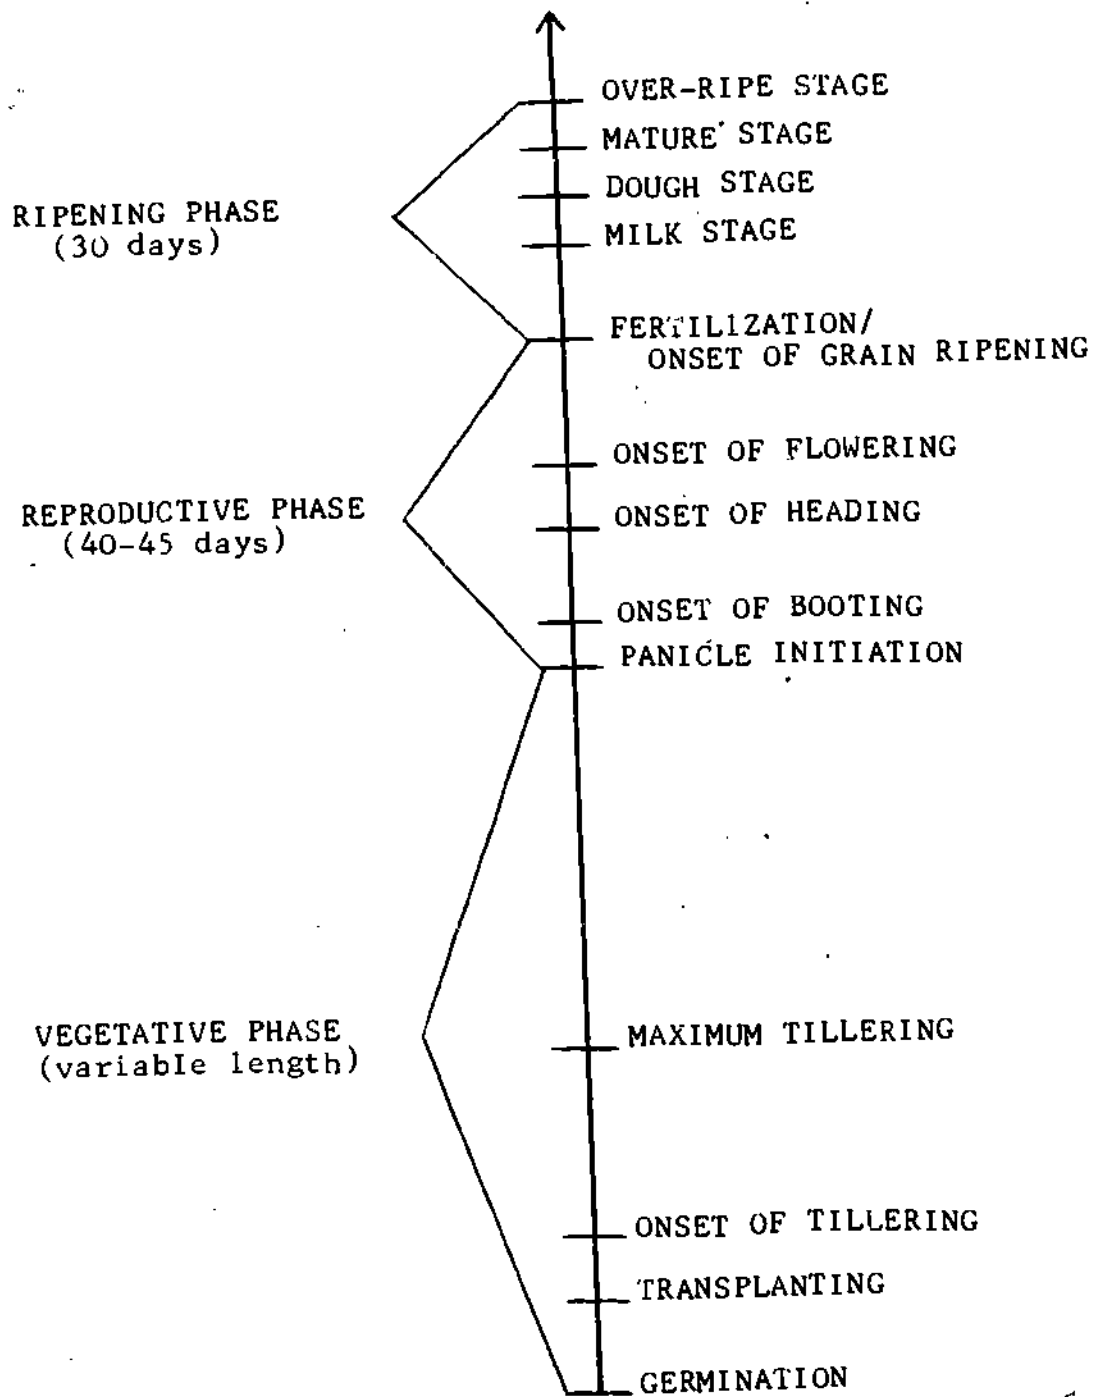 OVER-RIPE STAGE
MATURE STAGE
DOUGH STAGE
MILK STAGE
RIPENING PHASE
(30 days)
FERTILIZATION/
ONSET OF GRAIN RIPENING
ONSET OF FLOWERING
ONSET OF HEADING
REPRODUCTIVE PHASE
(40-45 days)
ONSET OF BOOTING
PANICLE INITIATION
MAXIMUM TILLERING
VEGETATIVE PHASE
(variable length)
ONSET OF TILLERING
TRANSPLANTING
GERMINATION